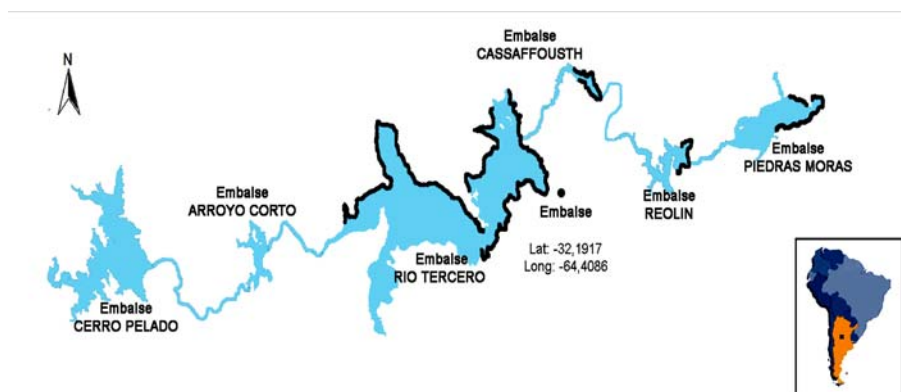 N
Embalse
CASSAFFOUSTH
Embalse
PIEDRAS MORAS
Embalse
ARROYO CORTO
Embalse
REOLIN
Embalse
Lat: -32,1917
Long: -64,4086
Embalse
RIO TERCERO
Embalse
CERRO PELADO